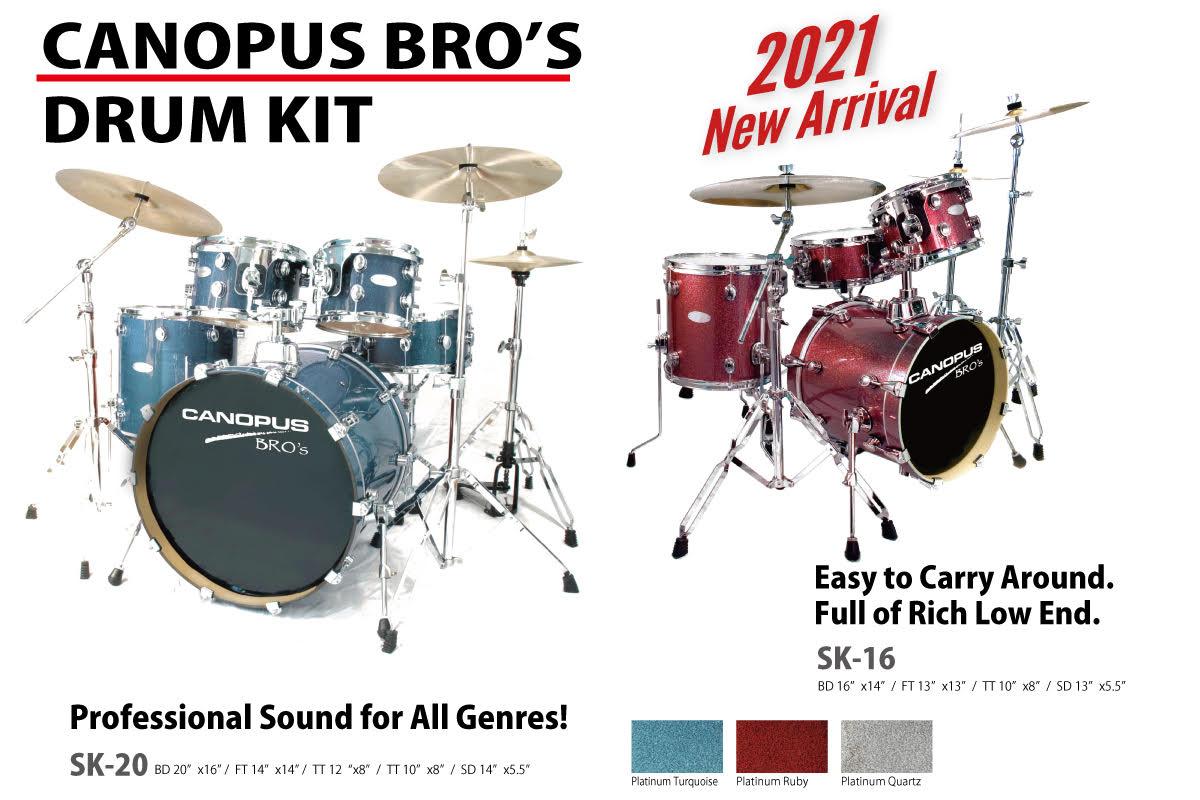 CANOPUS BRO'S
DRUM KIT
2021
New Arrival
CANOPUS
BRO's
CANOPUS
BRO's
Easy to Carry Around.
Full of Rich Low End.
SK-16
BD 16” x14” / FT 13” x13” / TT 10” x8” / SD 13” x5.5”
Professional Sound for All Genres!
SK-20 BD 20” x16” / FT 14” x14” / TT 12 “x8” / TT 10” x8” / SD 14” x5.5”
Platinum Turquoise Platinum Ruby Platinum Quartz